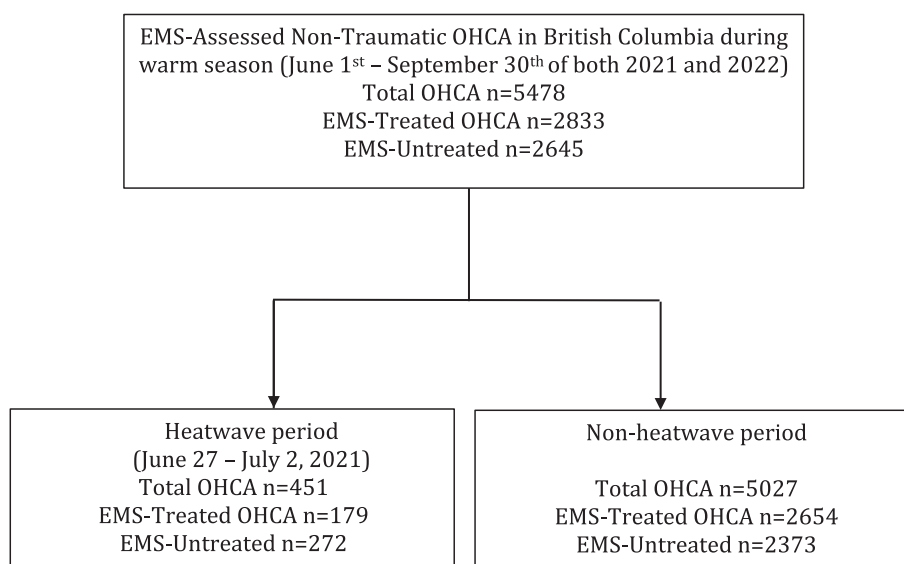 EMS-Assessed Non-Traumatic OHCA in British Columbia during
warm season (June 1st – September 30th of both 2021 and 2022)
Total OHCA n=5478
EMS-Treated OHCA n=2833
EMS-Untreated n=2645
Heatwave period
(June 27 – July 2, 2021)
Total OHCA n=451
EMS-Treated OHCA n=179
EMS-Untreated n=272
Non-heatwave period
Total OHCA n=5027
EMS-Treated OHCA n=2654
EMS-Untreated n=2373